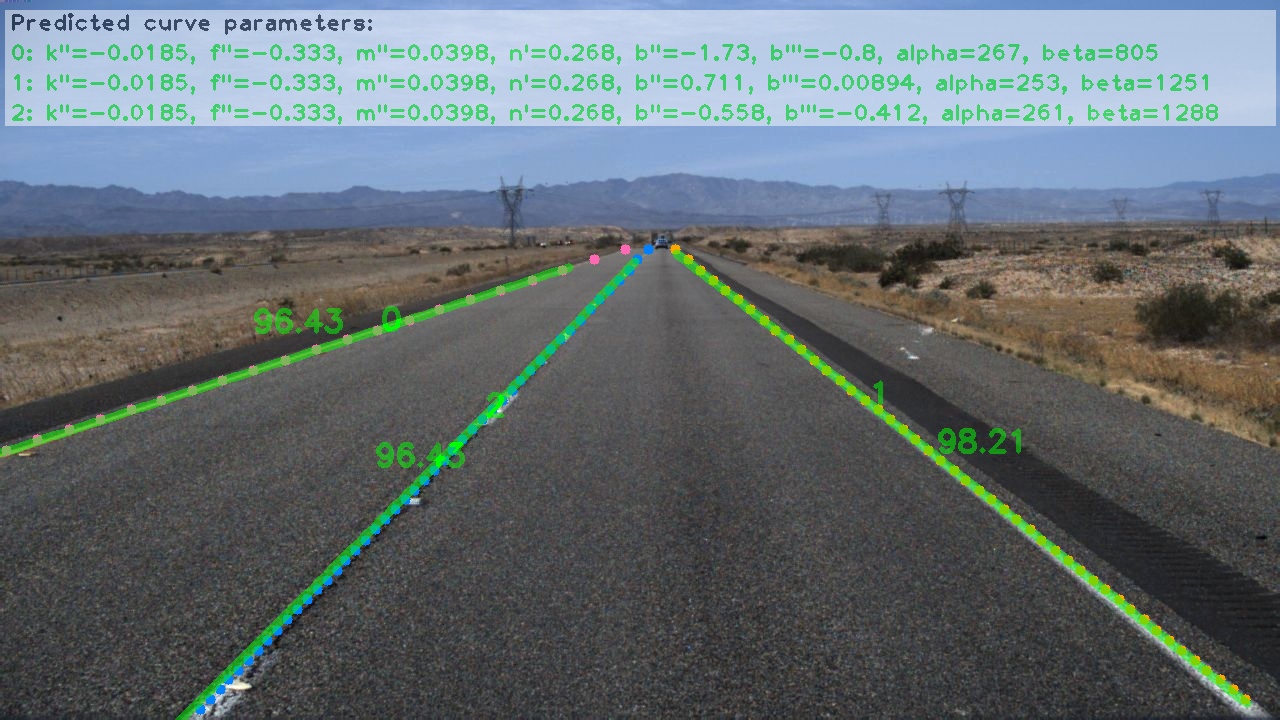 Predicted curve parameters:
0: k''=-0.0185, f''=-0.333, m''=0.0398, n'=0.268, b''=-1.73, b'''=-0.8, alpha=267, beta=805
1: k''=-0.0185, f''=-0.333, m''=0.0398, n'=0.268, b''=0.711, b'''=0.00894, alpha=253, beta=1251
2: k''=-0.0185, f''=-0.333, m''=0.0398, n'=0.268, b''=-0.558, b'''=-0.412, alpha=261, beta=1288
96.43 0
1
2
98.21
96.43